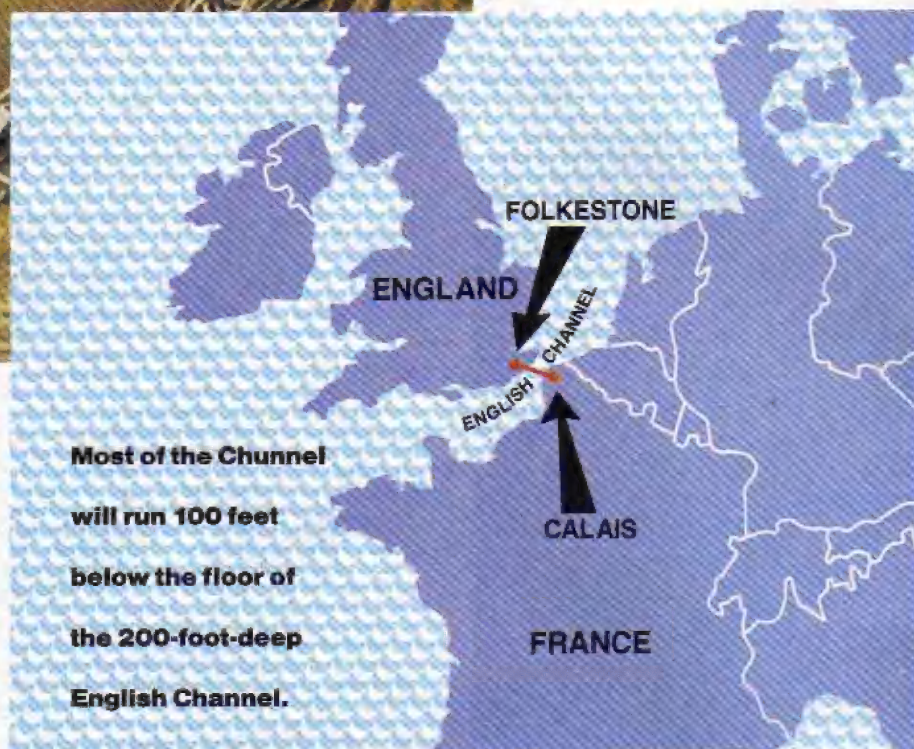 FOLKESTONE
ENGLAND
ENGLISH CHANNEL
CALAIS
FRANCE
Most of the Chunnel
will run 100 feet
below the floor of
the 200-foot-deep
English Channel.